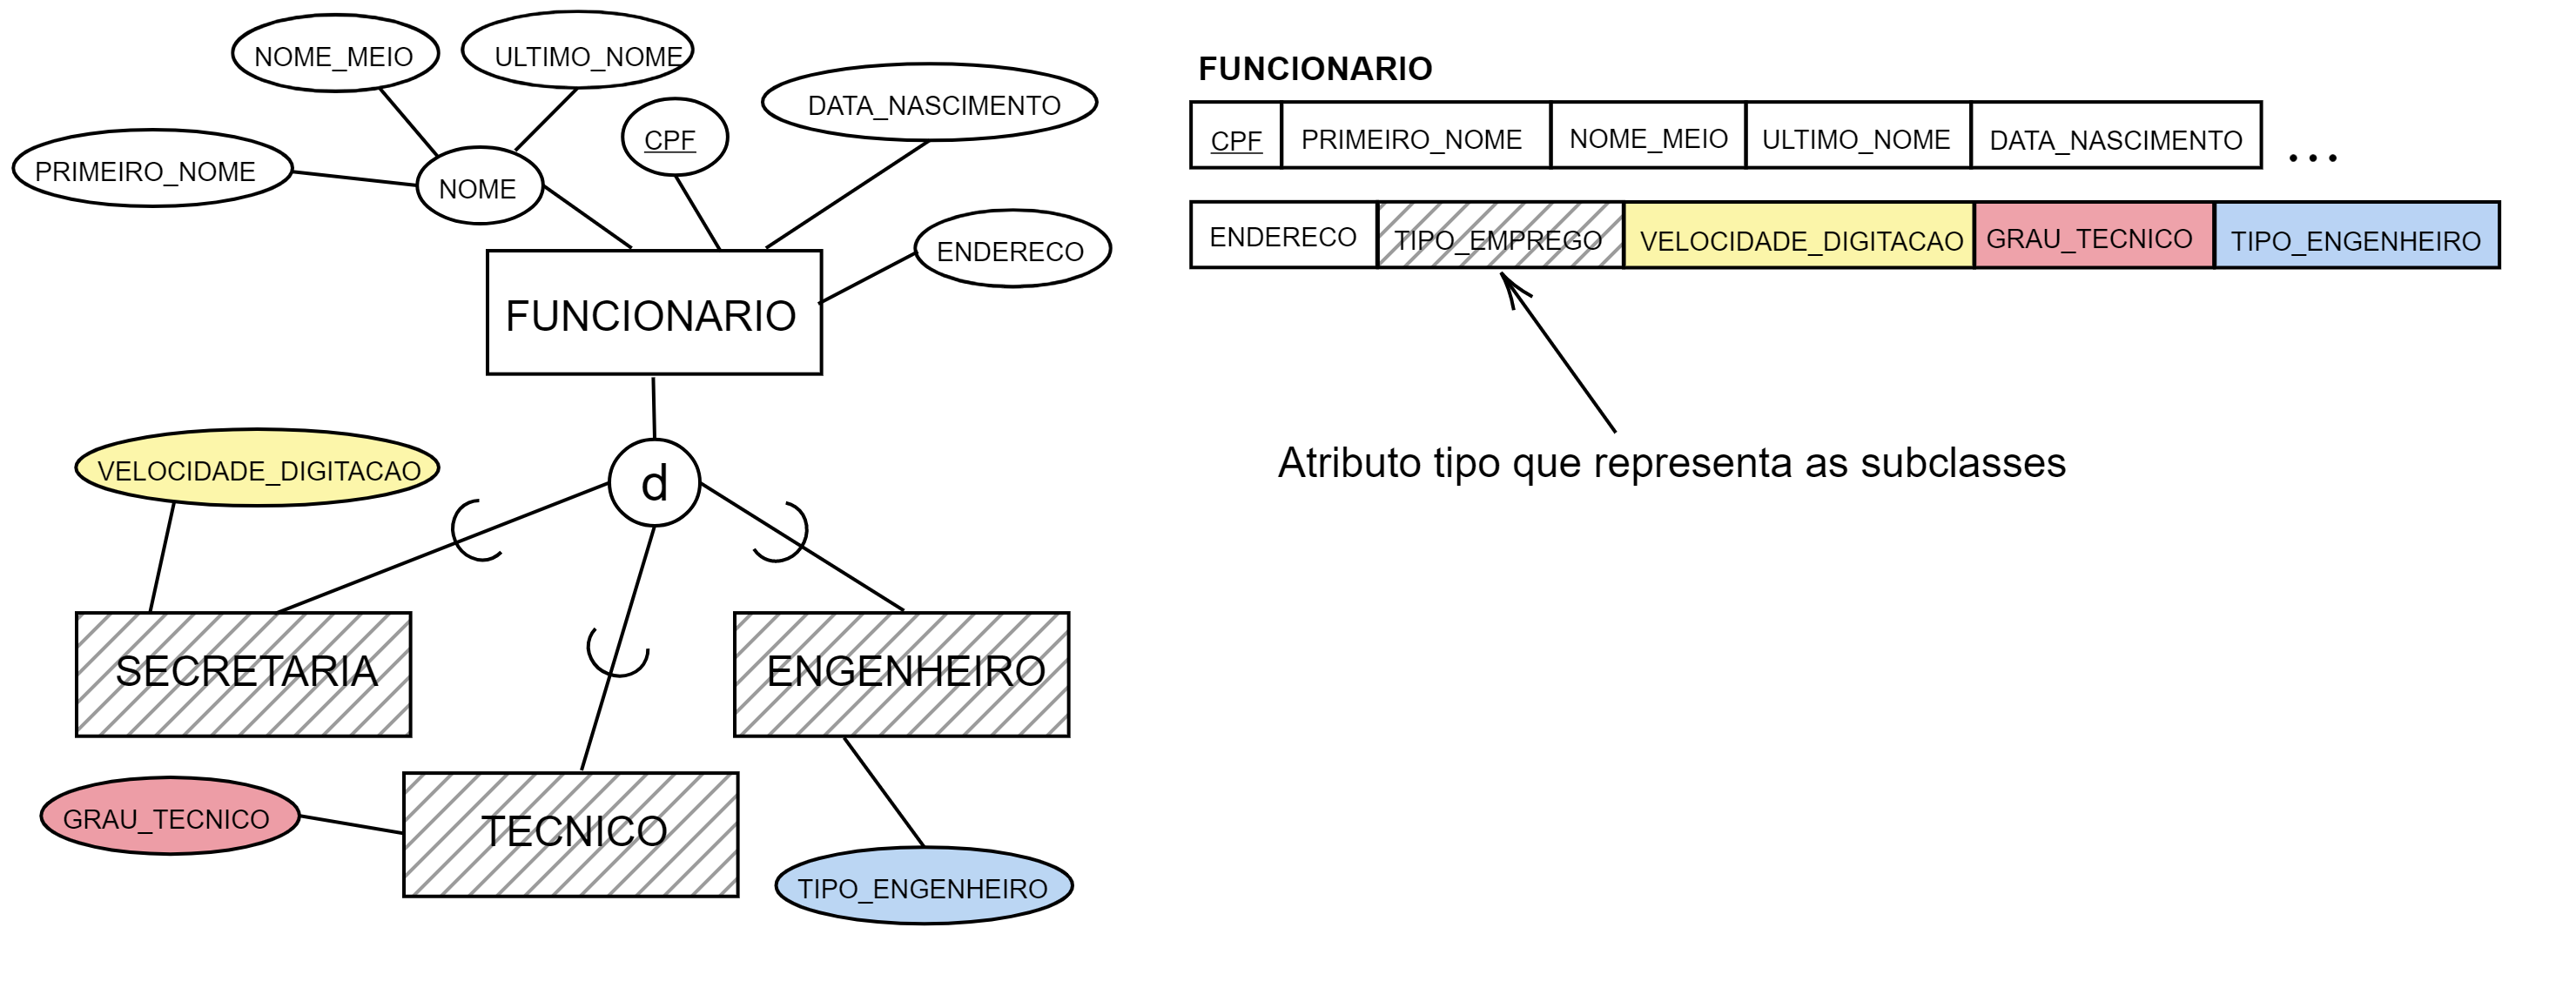 NOME_MEIO
ULTIMO_NOME
DATA_NASCIMENTO
CPF
PRIMEIRO_NOME
NOME
ENDERECO
FUNCIONARIO
VELOCIDADE_DIGITACAO
d
SECRETARIA
ENGENHEIRO
GRAU_TECNICO
TECNICO
TIPO_ENGENHEIRO
FUNCIONARIO
CPF PRIMEIRO_NOME NOME_MEIO ULTIMO_NOME DATA_NASCIMENTO ...
ENDERECO TIPO_EMPREGO VELOCIDADE_DIGITACAO GRAU_TECNICO TIPO_ENGENHEIRO
Atributo tipo que representa as subclasses